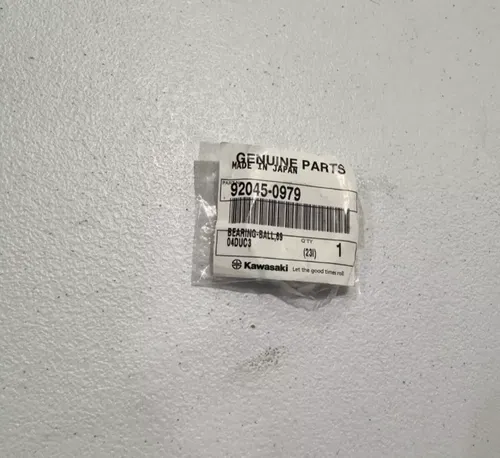 GENUINE PARTS
MADE IN JAPAN
92045-0979
BEARING-BALL,69
04DUC3
Q'TY
(23I)
1
Kawasaki Let the good times roll